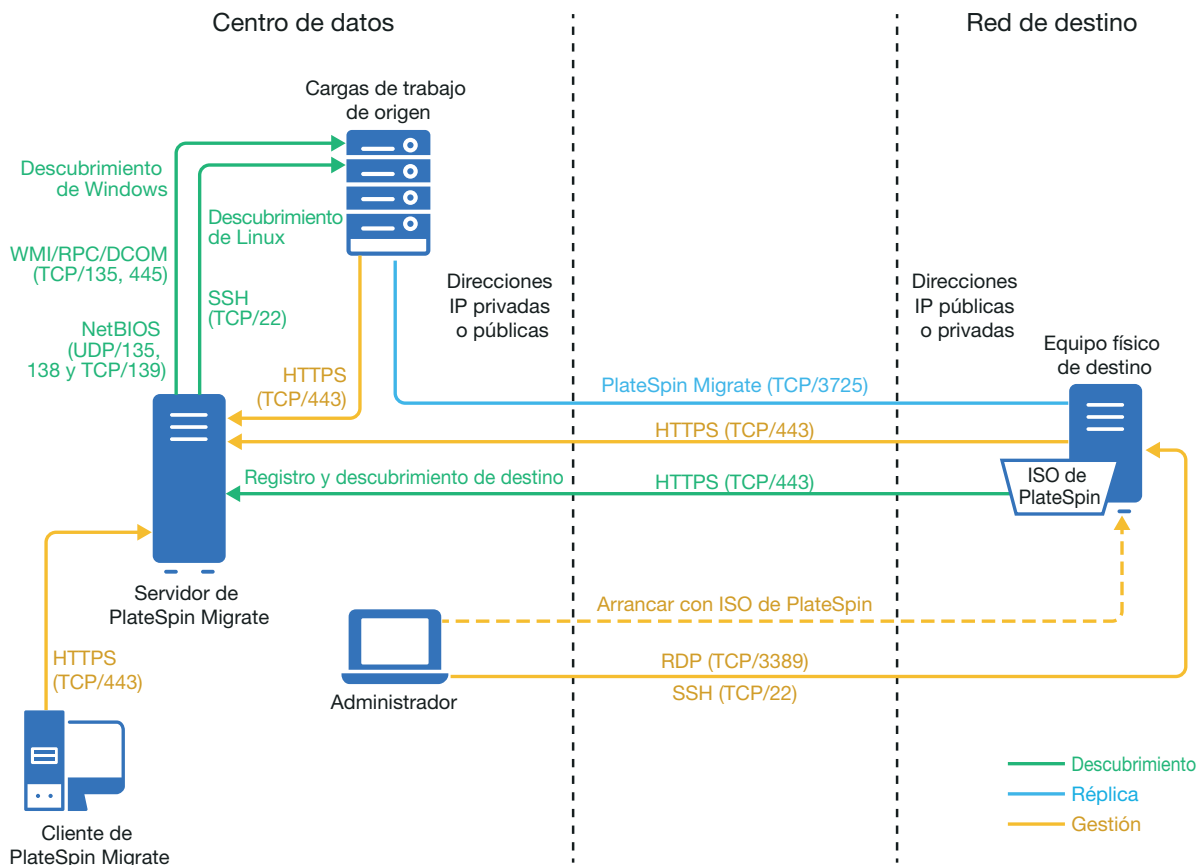 Centro de datos
Red de destino
Cargas de trabajo
de origen
Descubrimiento
de Windows
Descubrimiento
de Linux
WMI/RPC/DCOM
(TCP/135, 445)
SSH
(TCP/22)
NetBIOS
(UDP/135,
138 y TCP/139)
HTTPS
(TCP/443)
Direcciones
IP privadas
o públicas
Direcciones
IP públicas
o privadas
Equipo físico
de destino
PlateSpin Migrate (TCP/3725)
HTTPS (TCP/443)
Registro y descubrimiento de destino
HTTPS (TCP/443)
ISO de
PlateSpin
Servidor de
PlateSpin Migrate
Arrancar con ISO de PlateSpin
HTTPS
(TCP/443)
RDP (TCP/3389)
SSH (TCP/22)
Administrador
Descubrimiento
Réplica
Gestión
Cliente de
PlateSpin Migrate